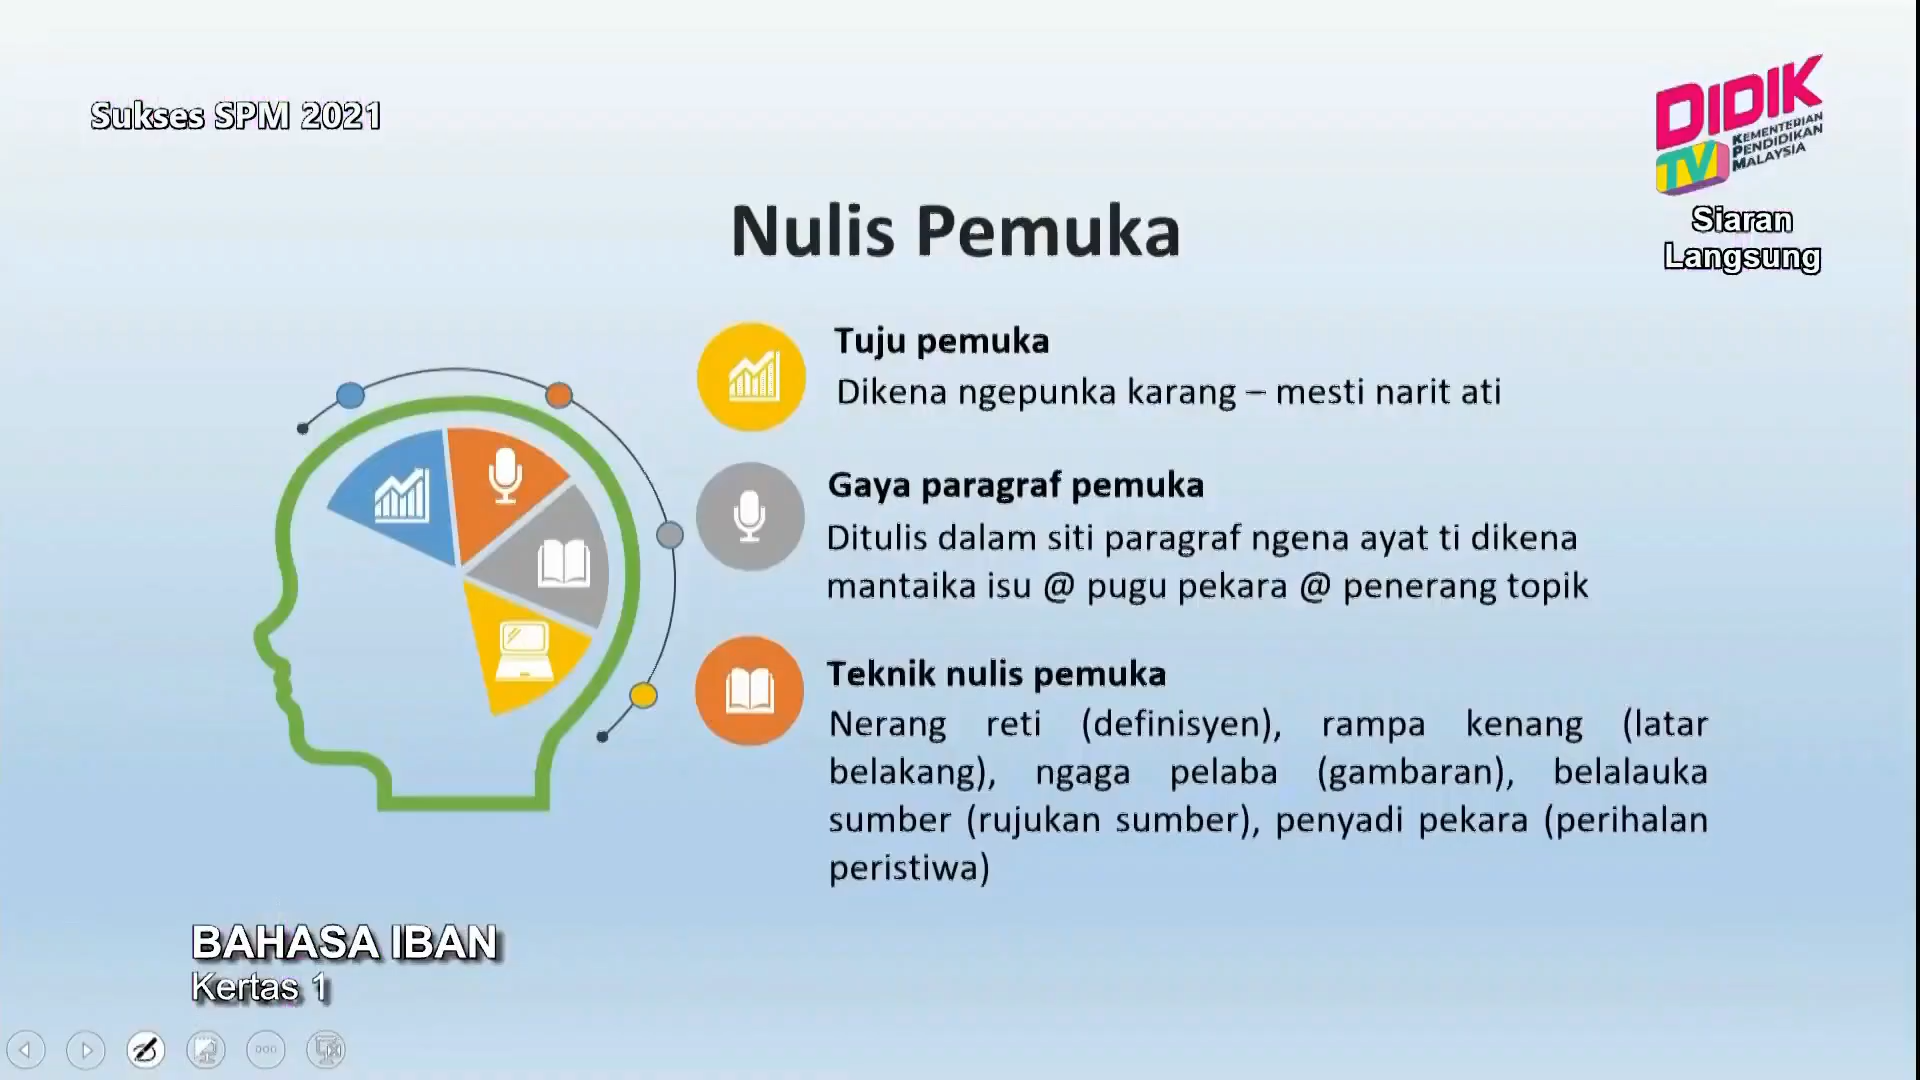 Sukses SPM 2021
DIDIK
TV
KEMENTERIAN
PENDIDIKAN
MALAYSIA
Siaran
Langsung
Nulis Pemuka
Tuju pemuka
Dikena ngepunka karang – mesti narit ati
Gaya paragraf pemuka
Ditulis dalam siti paragraf ngena ayat ti dikena
mantaika isu @ pugu pekara @ penerang topik
Teknik nulis pemuka
Nerang reti (definisyen), rampa kenang (latar
belakang), ngaga pelaba (gambaran), belalauka
sumber (rujukan sumber), penyadi pekara (perihalan
peristiwa)
BAHASA IBAN
Kertas 1